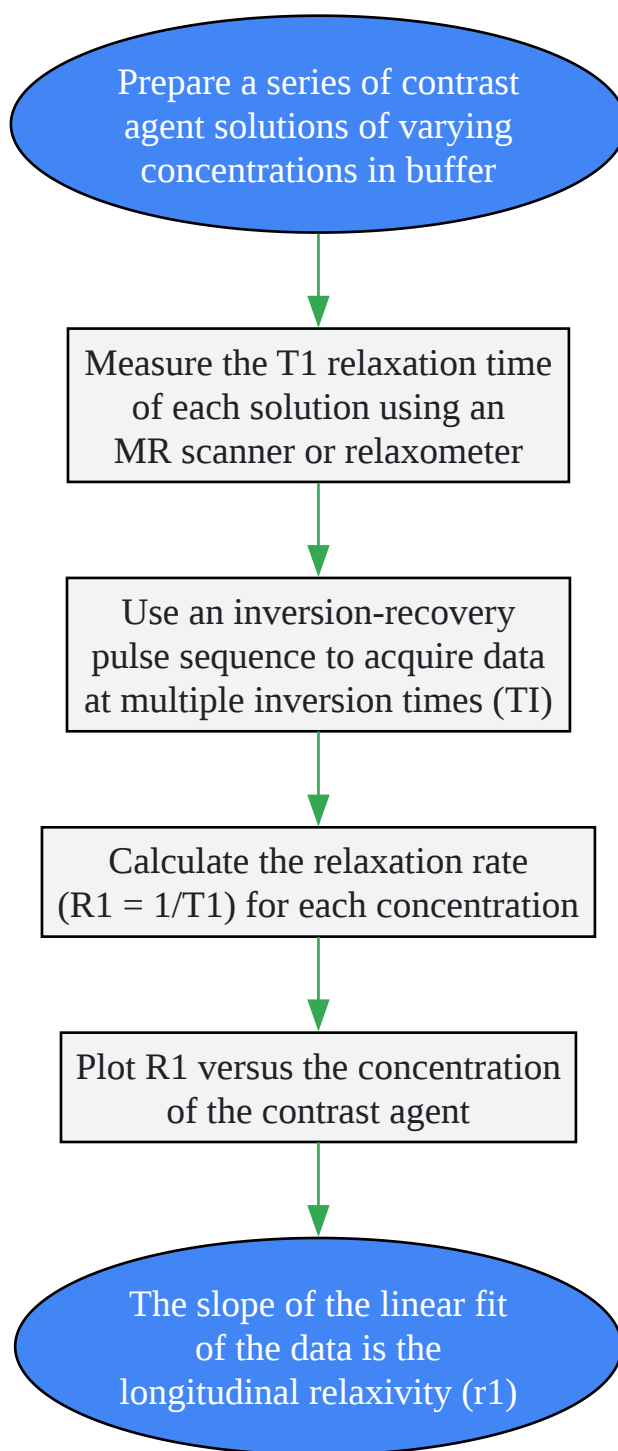 Prepare a series of contrast
agent solutions of varying
concentrations in buffer
Measure the T1 relaxation time
of each solution using an
MR scanner or relaxometer
Use an inversion-recovery
pulse sequence to acquire data
at multiple inversion times (TI)
Calculate the relaxation rate
(R1 = 1/T1) for each concentration
Plot R1 versus the concentration
of the contrast agent
The slope of the linear fit
of the data is the
longitudinal relaxivity (r1)